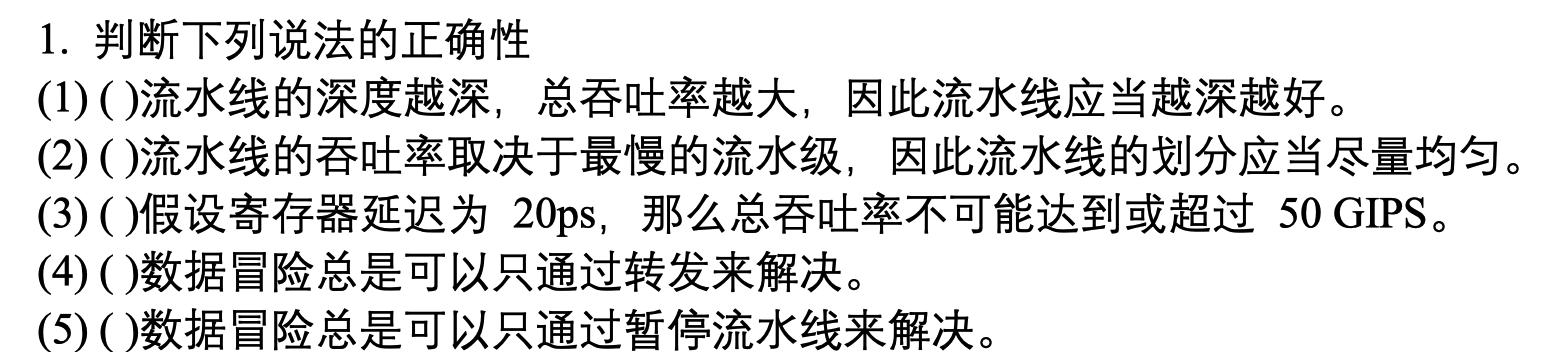 1. 判断下列说法的正确性
(1) ( )流水线的深度越深，总吞吐率越大，因此流水线应当越深越好。
(2) ( )流水线的吞吐率取决于最慢的流水级，因此流水线的划分应当尽量均匀。
(3) ( )假设寄存器延迟为 20ps，那么总吞吐率不可能达到或超过 50 GIPS。
(4) ( )数据冒险总是可以只通过转发来解决。
(5) ( )数据冒险总是可以只通过暂停流水线来解决。